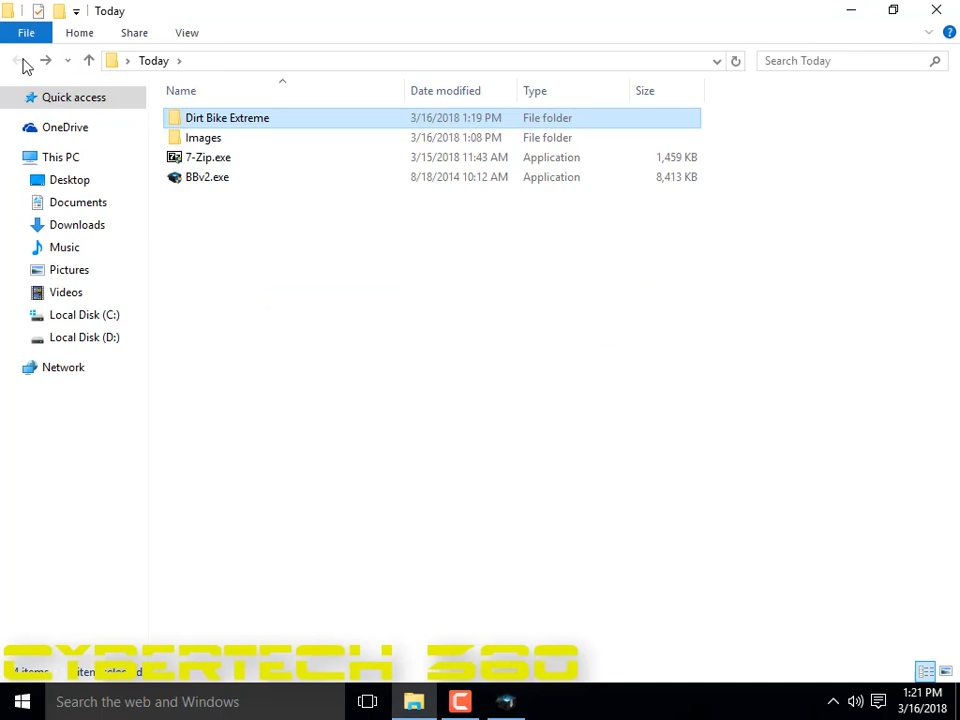 Today
File Home Share View
Today
Search Today
Name Date modified Type Size
Quick access
OneDrive
This PC
Desktop
Documents
Downloads
Music
Pictures
Videos
Local Disk (C:)
Local Disk (D:)
Network
Dirt Bike Extreme 3/16/2018 1:19 PM File folder
Images 3/16/2018 1:08 PM File folder
7-Zip.exe 3/15/2018 11:43 AM Application 1,459 KB
BBv2.exe 8/18/2014 10:12 AM Application 8,413 KB
CYBERTECH 360
Search the web and Windows
1:21 PM
3/16/2018